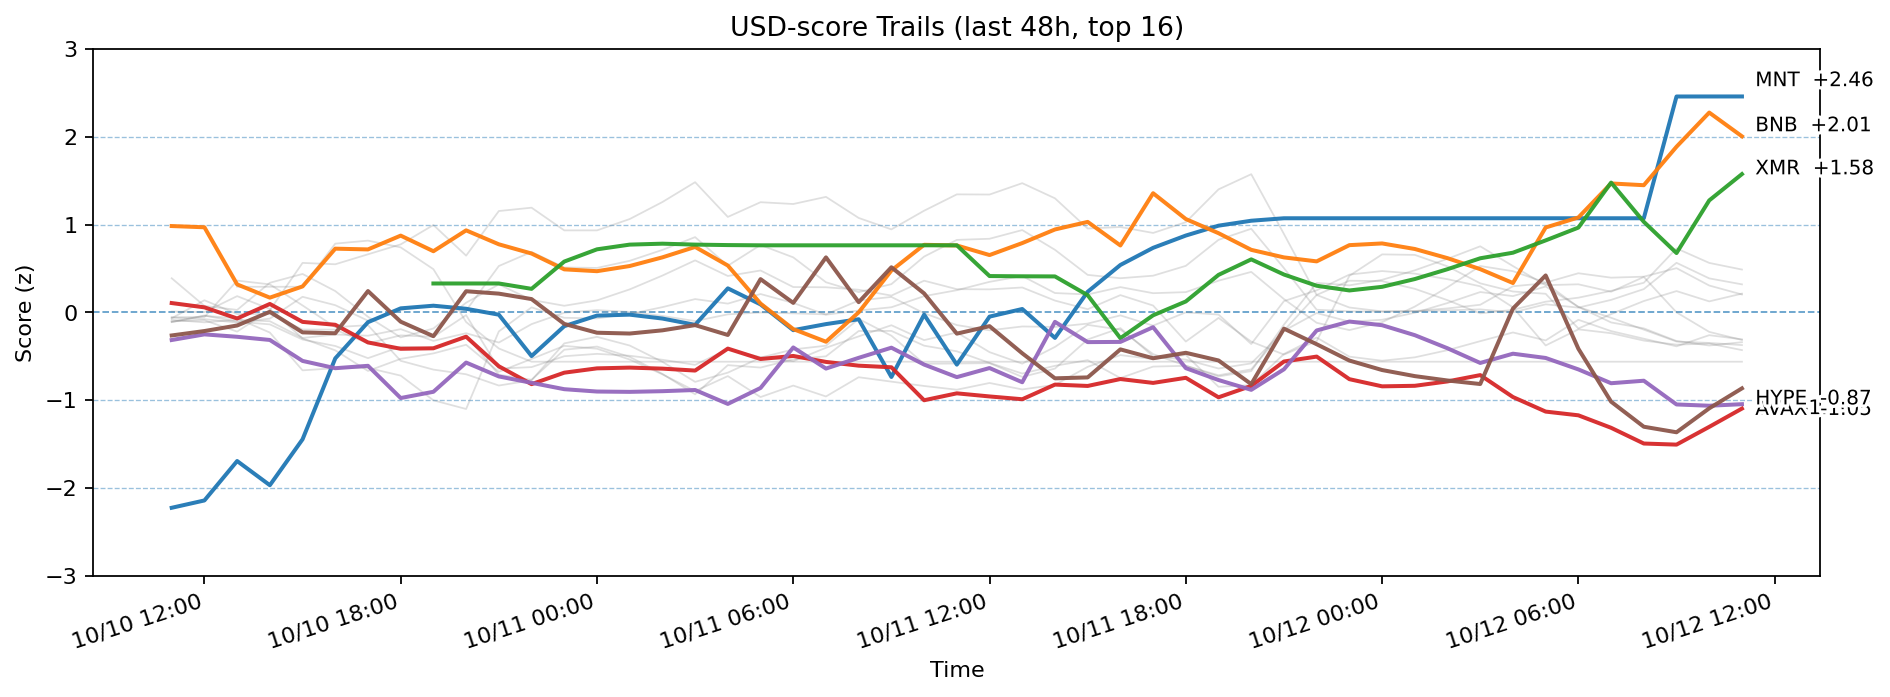 USD-score Trails (last 48h, top 16)
3
2
1
0
−1
−2
−3
Score (z)
MNT +2.46
BNB +2.01
XMR +1.58
HYPE -0.87
10/10 12:00
10/10 18:00
10/11 00:00
10/11 06:00
10/11 12:00
10/11 18:00
10/12 00:00
10/12 06:00
10/12 12:00
Time